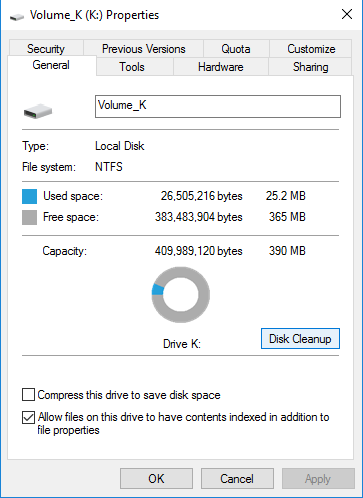 Volume_K (K:) Properties
Security Previous Versions Quota Customize
General Tools Hardware Sharing
Volume_K
Type: Local Disk
File system: NTFS
Used space: 26,505,216 bytes 25.2 MB
Free space: 383,483,904 bytes 365 MB
Capacity: 409,989,120 bytes 390 MB
Drive K: Disk Cleanup
Compress this drive to save disk space
Allow files on this drive to have contents indexed in addition to
file properties
OK Cancel Apply